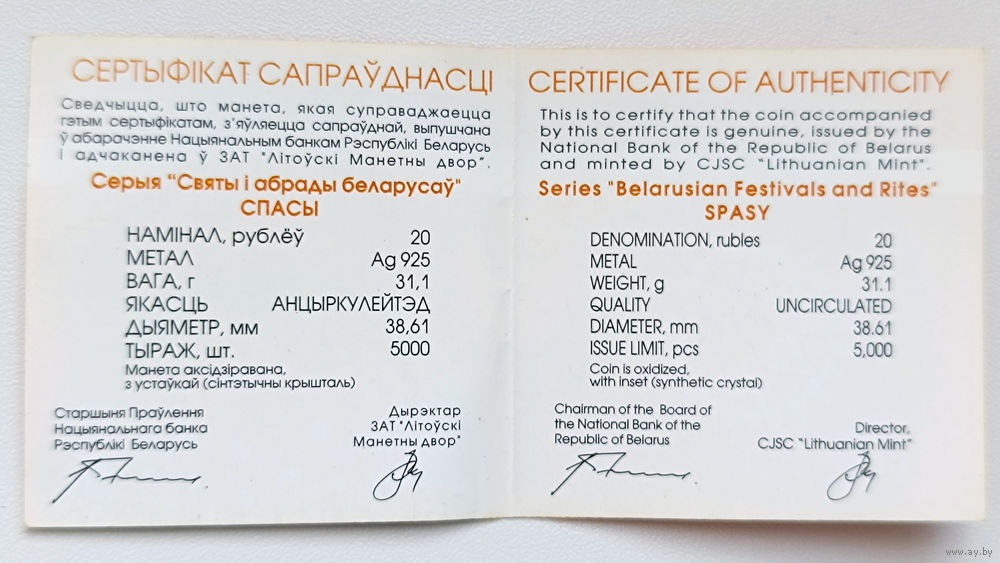 СЕРТЫФІКАТ САПРАЎДНАСЦІ
Сведчыцца, што манета, якая суправаджаецца
гэтым сертыфікатам, з'яўляецца сапраўднай, выпушчана
ў абарачэнне Нацыянальным банкам Рэспублікі Беларусь
і адчаканена ў ЗАТ "Літоўскі Манетны двор".
Серыя "Святы і абрады беларусаў"
СПАСЫ
НАМІНАЛ, рублёў 20
МЕТАЛ Ag 925
ВАГА, г 31,1
ЯКАСЦЬ АНЦЫРКУЛЕЙТЭД
ДЫЯМЕТР, мм 38,61
ТЫРАЖ, шт. 5000
Манета аксідзіравана,
з устаўкай (сінтэтычны крышталь)
Старшыня Праўлення
Нацыянальнага банка
Рэспублікі Беларусь
Дырэктар
ЗАТ "Літоўскі
Манетны двор"
CERTIFICATE OF AUTHENTICITY
This is to certify that the coin accompanied
by this certificate is genuine, issued by the
National Bank of the Republic of Belarus
and minted by CJSC "Lithuanian Mint".
Series "Belarusian Festivals and Rites"
SPASY
DENOMINATION, rubles 20
METAL Ag 925
WEIGHT, g 31.1
QUALITY UNCIRCULATED
DIAMETER, mm 38.61
ISSUE LIMIT, pcs 5,000
Coin is oxidized,
with inset (synthetic crystal)
Chairman of the Board of
the National Bank of the
Republic of Belarus
Director,
CJSC "Lithuanian Mint"
www.ay.by